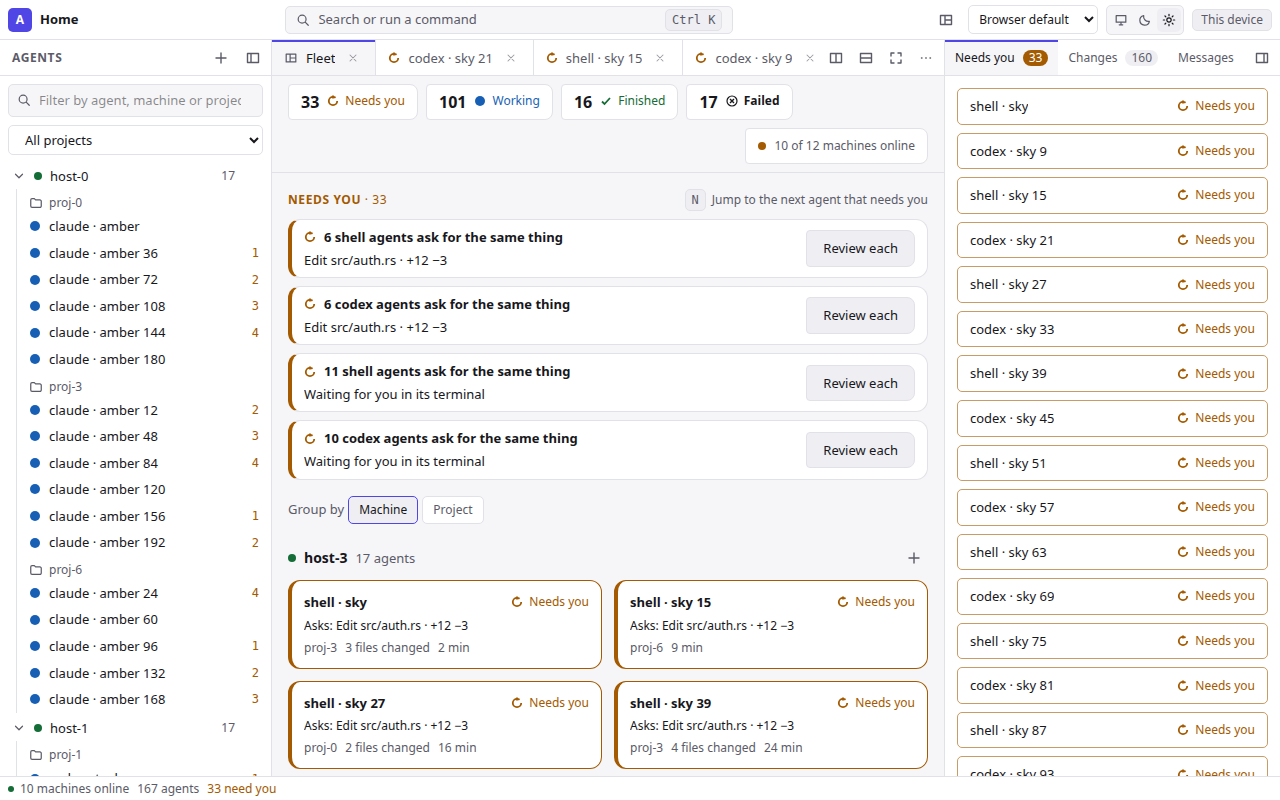 A Home
Search or run a command Ctrl K
Browser default
This device
AGENTS
Filter by agent, machine or projec
All projects
host-0 17
proj-0
claude · amber
claude · amber 36 1
claude · amber 72 2
claude · amber 108 3
claude · amber 144 4
claude · amber 180
proj-3
claude · amber 12 2
claude · amber 48 3
claude · amber 84 4
claude · amber 120
claude · amber 156 1
claude · amber 192 2
proj-6
claude · amber 24 4
claude · amber 60
claude · amber 96 1
claude · amber 132 2
claude · amber 168 3
host-1 17
proj-1
Fleet
codex · sky 21
shell · sky 15
codex · sky 9
33 Needs you
101 Working
16 Finished
17 Failed
10 of 12 machines online
NEEDS YOU · 33
N Jump to the next agent that needs you
6 shell agents ask for the same thing
Edit src/auth.rs · +12 −3
Review each
6 codex agents ask for the same thing
Edit src/auth.rs · +12 −3
Review each
11 shell agents ask for the same thing
Waiting for you in its terminal
Review each
10 codex agents ask for the same thing
Waiting for you in its terminal
Review each
Group by Machine Project
host-3 17 agents
shell · sky Needs you
Asks: Edit src/auth.rs · +12 −3
proj-3 3 files changed 2 min
shell · sky 15 Needs you
Asks: Edit src/auth.rs · +12 −3
proj-6 9 min
shell · sky 27 Needs you
Asks: Edit src/auth.rs · +12 −3
proj-0 2 files changed 16 min
shell · sky 39 Needs you
Asks: Edit src/auth.rs · +12 −3
proj-3 4 files changed 24 min
Needs you 33
Changes 160
Messages
shell · sky Needs you
codex · sky 9 Needs you
shell · sky 15 Needs you
codex · sky 21 Needs you
shell · sky 27 Needs you
codex · sky 33 Needs you
shell · sky 39 Needs you
codex · sky 45 Needs you
shell · sky 51 Needs you
codex · sky 57 Needs you
shell · sky 63 Needs you
codex · sky 69 Needs you
shell · sky 75 Needs you
codex · sky 81 Needs you
shell · sky 87 Needs you
codex · sky 93 Needs you
10 machines online 167 agents 33 need you